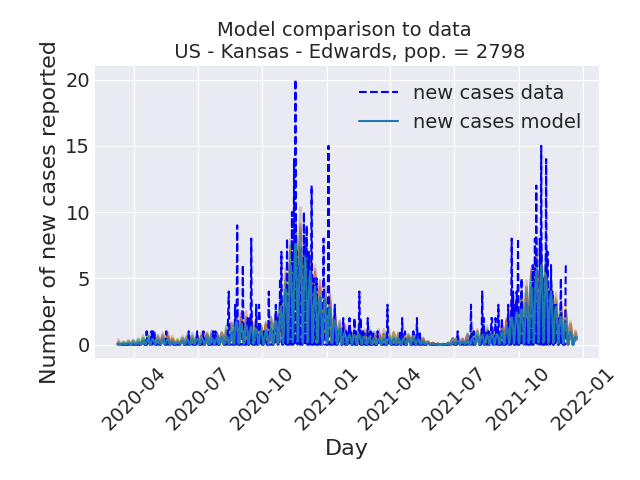 Model comparison to data
US - Kansas - Edwards, pop. = 2798
new cases data
new cases model
Number of new cases reported
20
15
10
5
0
2020-04
2020-07
2020-10
2021-01
2021-04
2021-07
2021-10
2022-01
Day